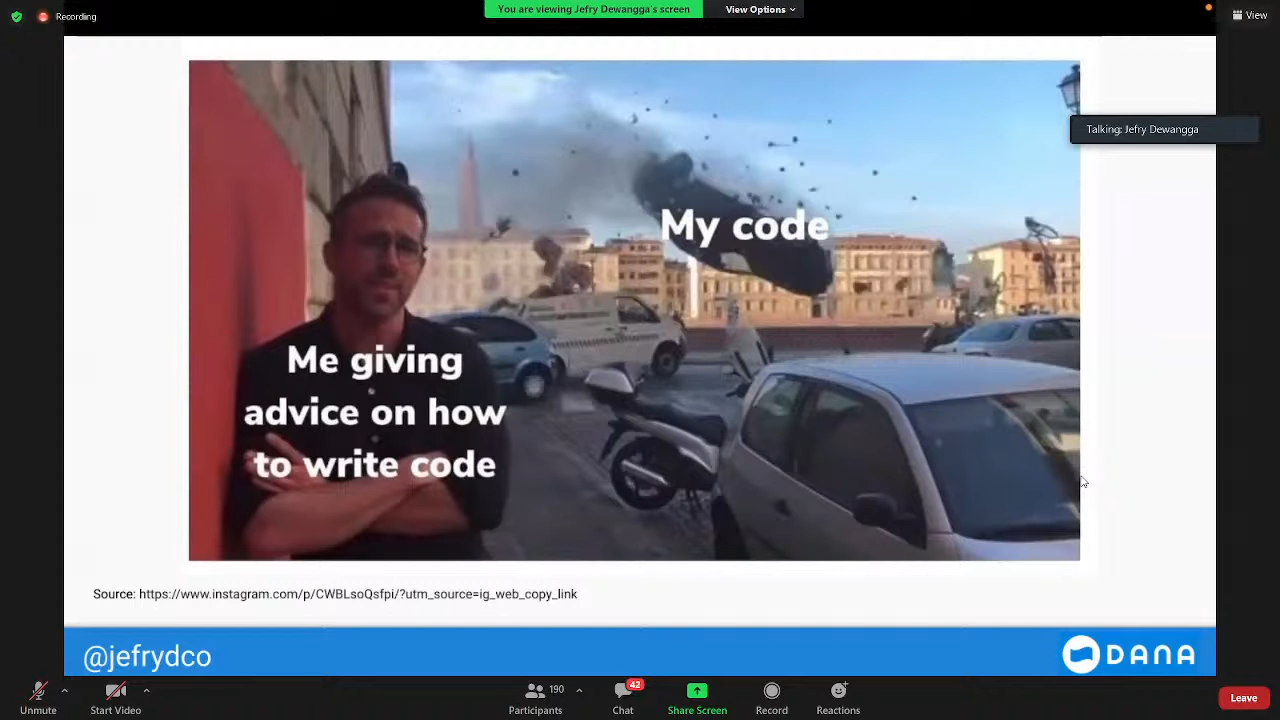 Recording
You are viewing Jefry Dewangga's screen
View Options
View
Talking: Jefry Dewangga
My code
Me giving
advice on how
to write code
Source: https://www.instagram.com/p/CWBLsoQsfpi/?utm_source=ig_web_copy_link
@jefrydco
DANA
Unmute
Start Video
190
Participants
42
Chat
Share Screen
Record
Reactions
Leave